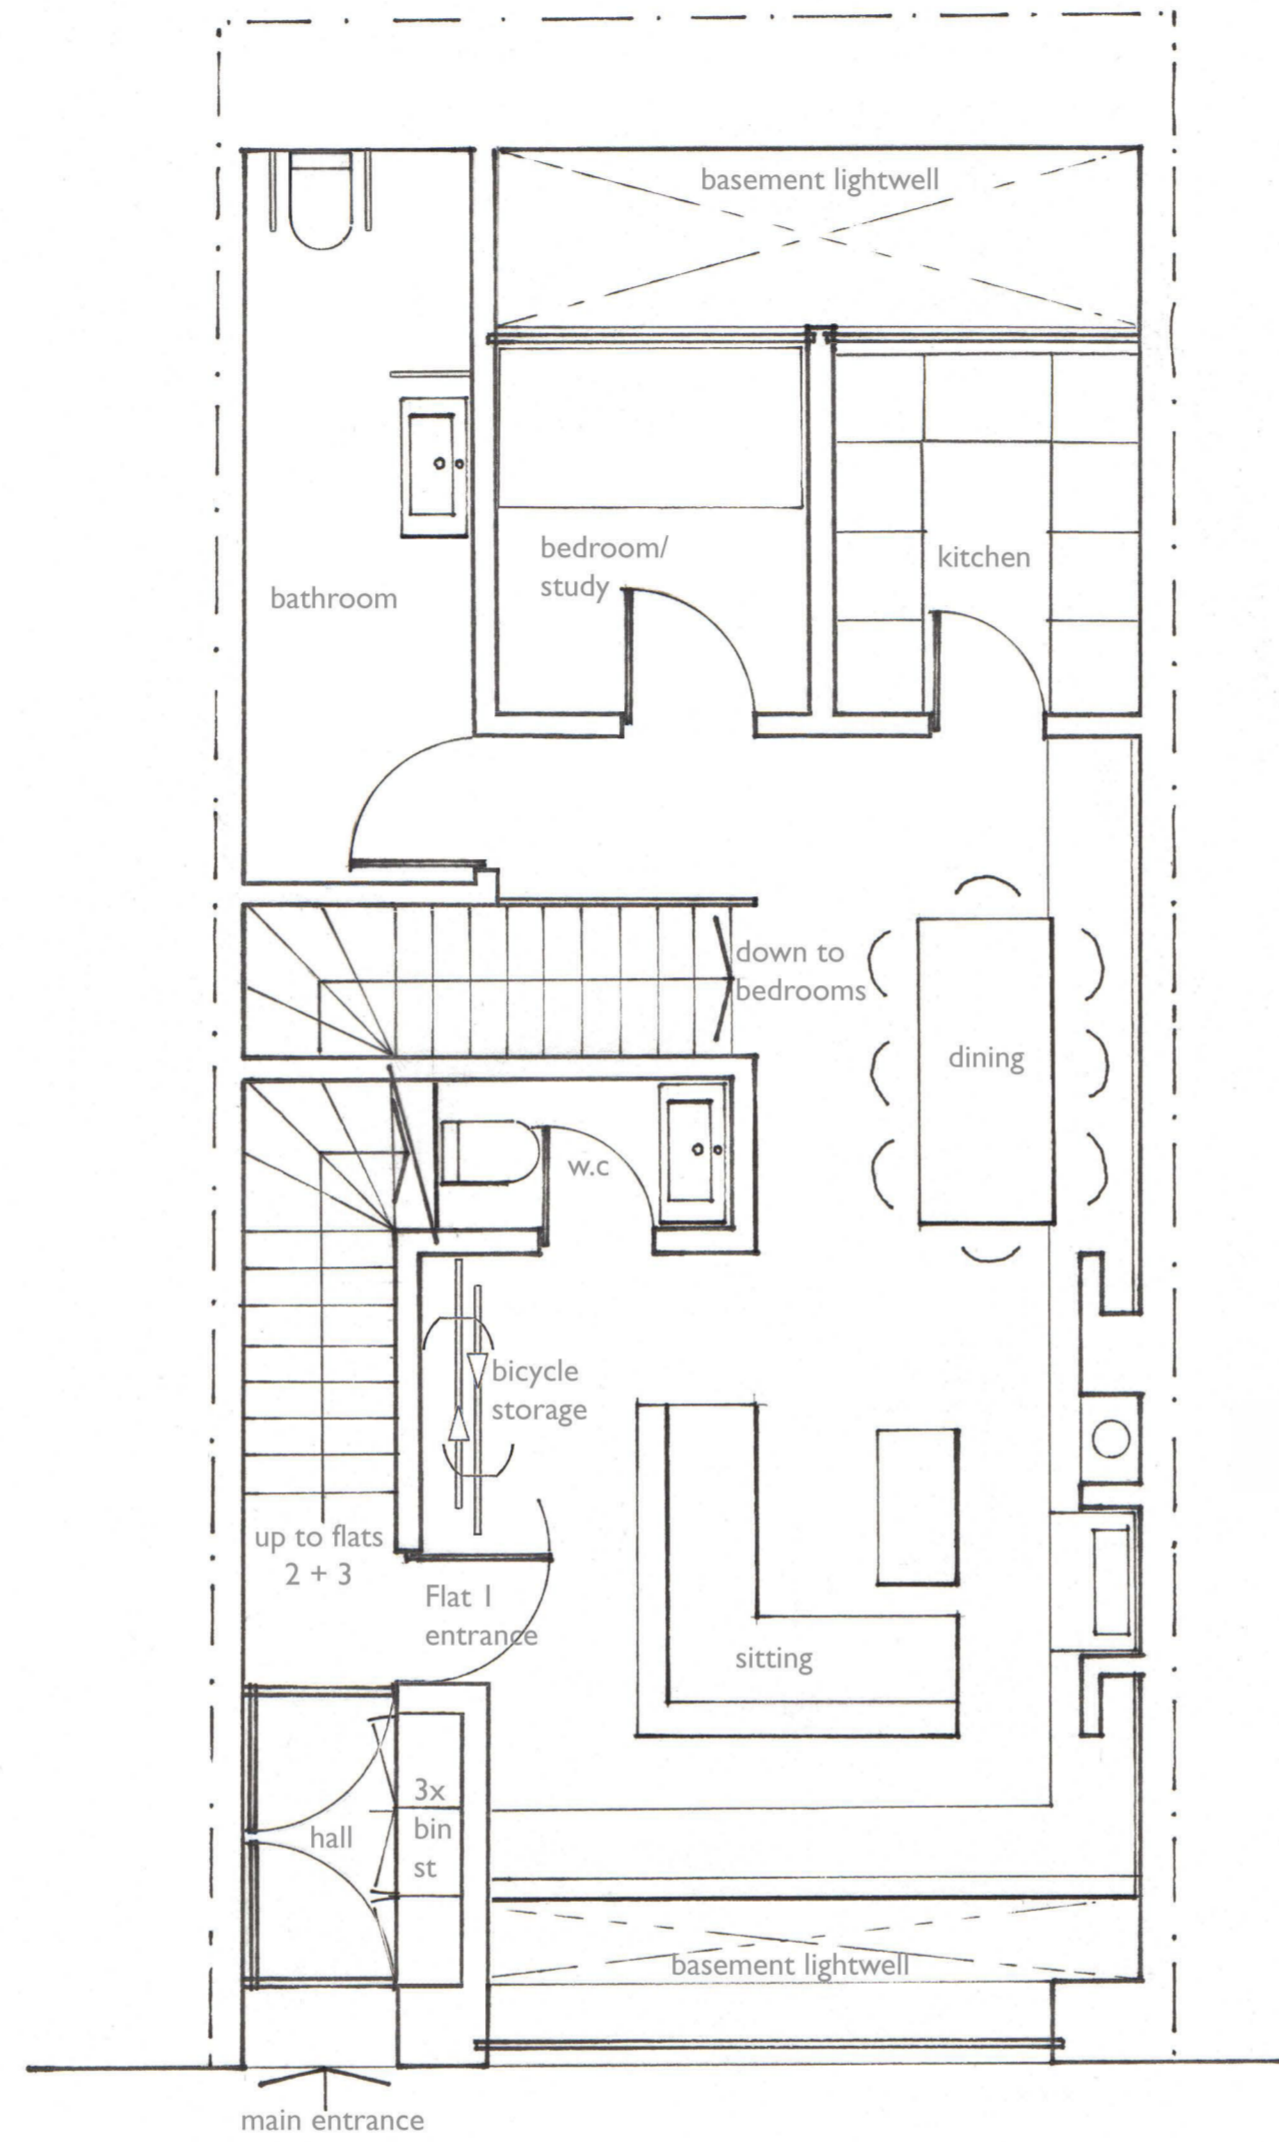 basement lightwell
bedroom/
study
kitchen
bathroom
down to
bedrooms
dining
w.c
bicycle
storage
up to flats
2 + 3
Flat 1
entrance
sitting
3x
bin
st
hall
basement lightwell
main entrance